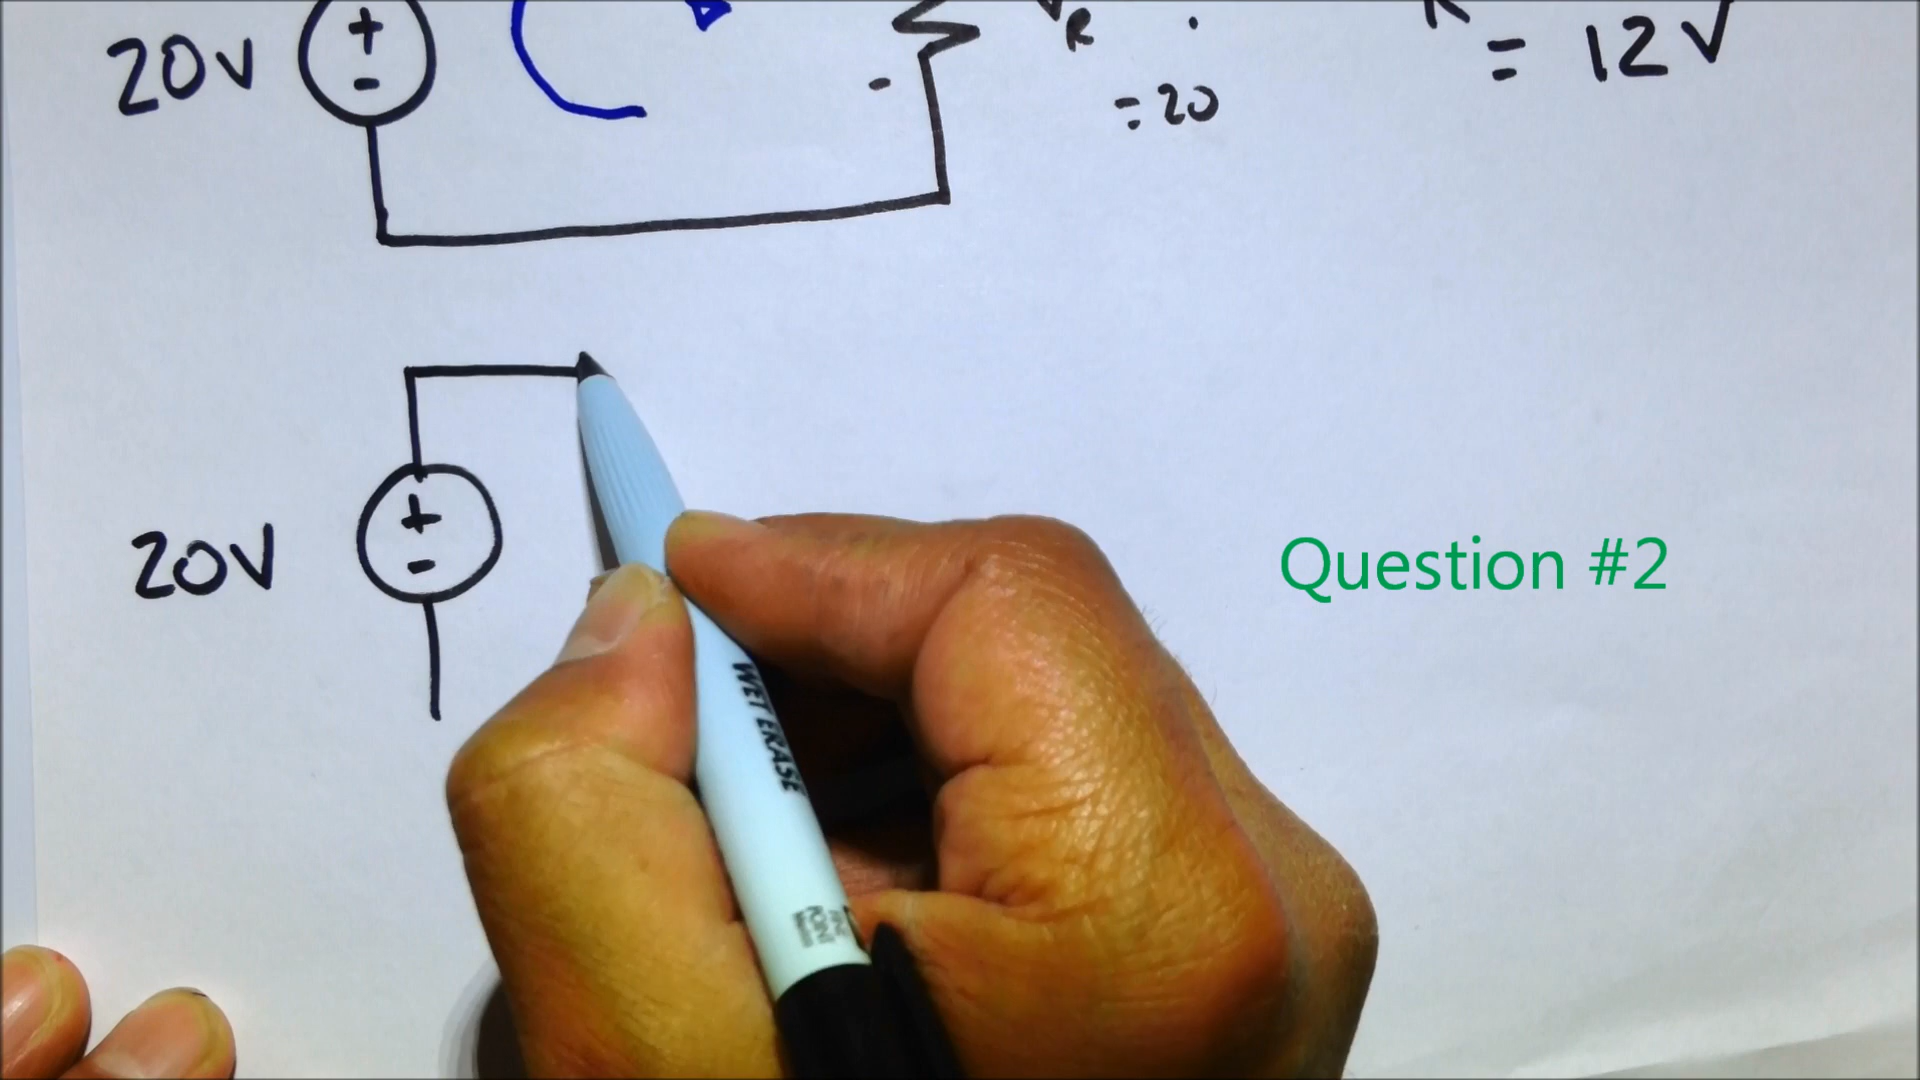 20V
+
-
-
R
= 20
= 12V
20V
+
-
Question #2
WET ERASE